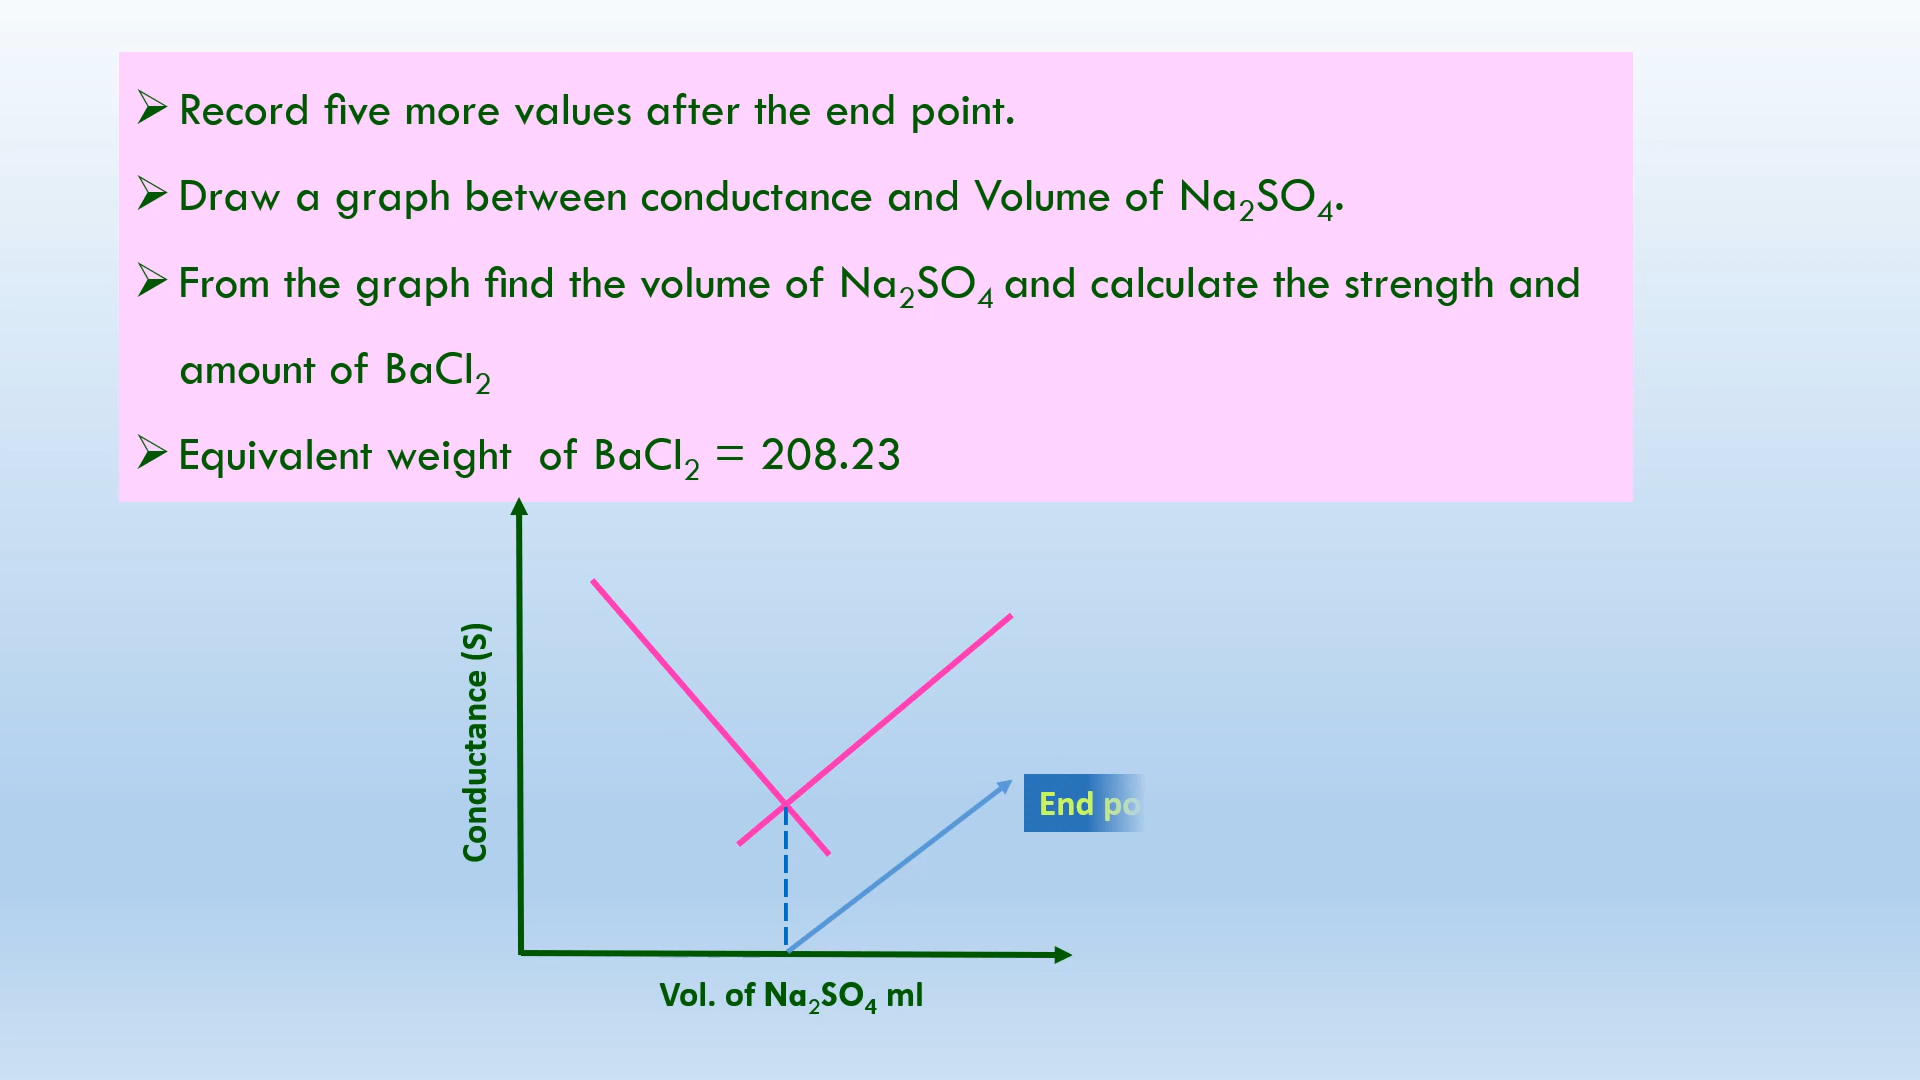 ➢ Record five more values after the end point.
➢ Draw a graph between conductance and Volume of Na₂SO₄.
➢ From the graph find the volume of Na₂SO₄ and calculate the strength and
amount of BaCl₂
➢ Equivalent weight of BaCl₂ = 208.23
Conductance (S)
End
Vol. of Na₂SO₄ ml